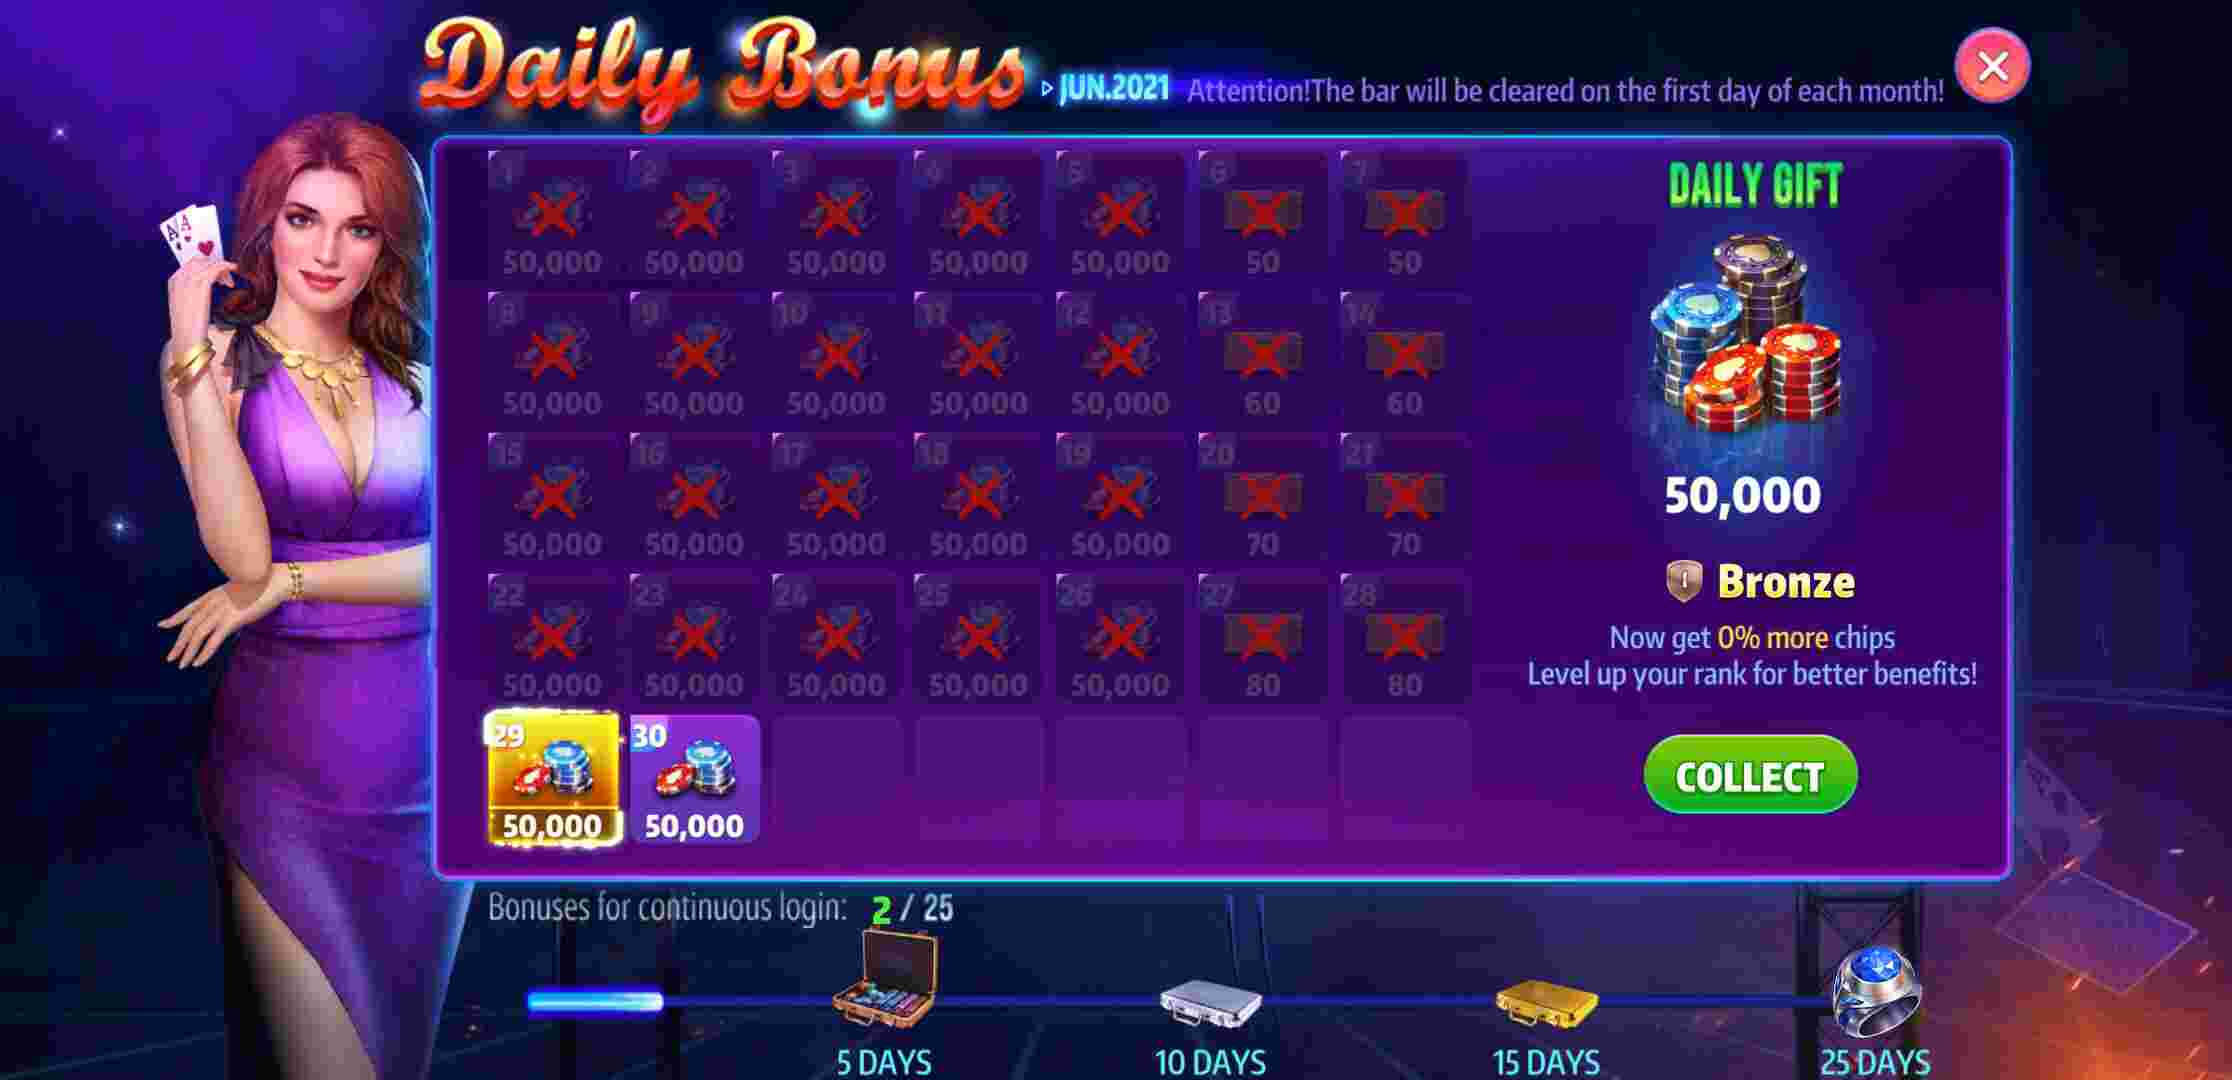 Daily Bonus
JUN.2021
Attention!The bar will be cleared on the first day of each month!
A A
DAILY GIFT
1 2 3 4 5 6 7
50,000 50,000 50,000 50,000 50,000 50 50
8 9 10 11 12 13 14
50,000 50,000 50,000 50,000 50,000 60 60
15 16 17 18 19 20 21
50,000 50,000 50,000 50,000 50,000 70 70
22 23 24 25 26 27 28
50,000 50,000 50,000 50,000 50,000 80 80
29 30
50,000 50,000
50,000
Bronze
Now get 0% more chips
Level up your rank for better benefits!
COLLECT
Bonuses for continuous login: 2 / 25
5 DAYS
10 DAYS
15 DAYS
25 DAYS